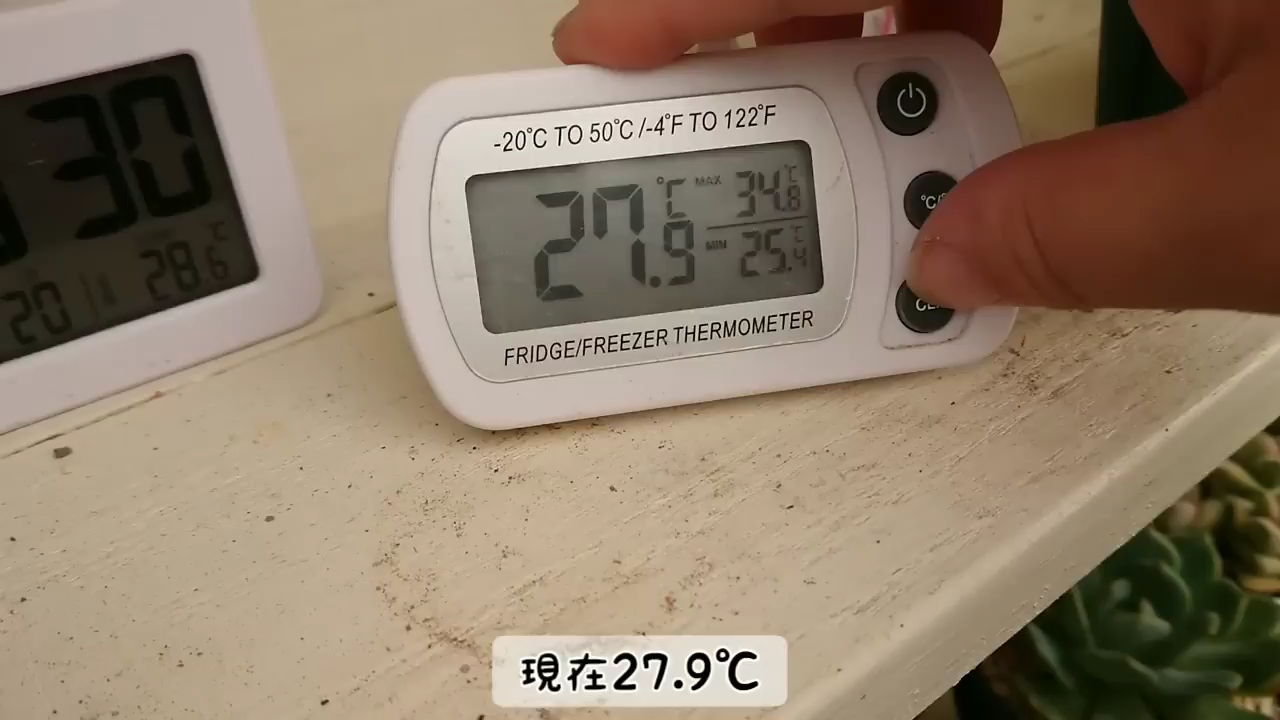 30
20
28.6
℃
-20℃ TO 50℃ /-4℉ TO 122℉
27.9℃
MAX 34.8℃
MIN 25.4℃
FRIDGE/FREEZER THERMOMETER
現在27.9℃